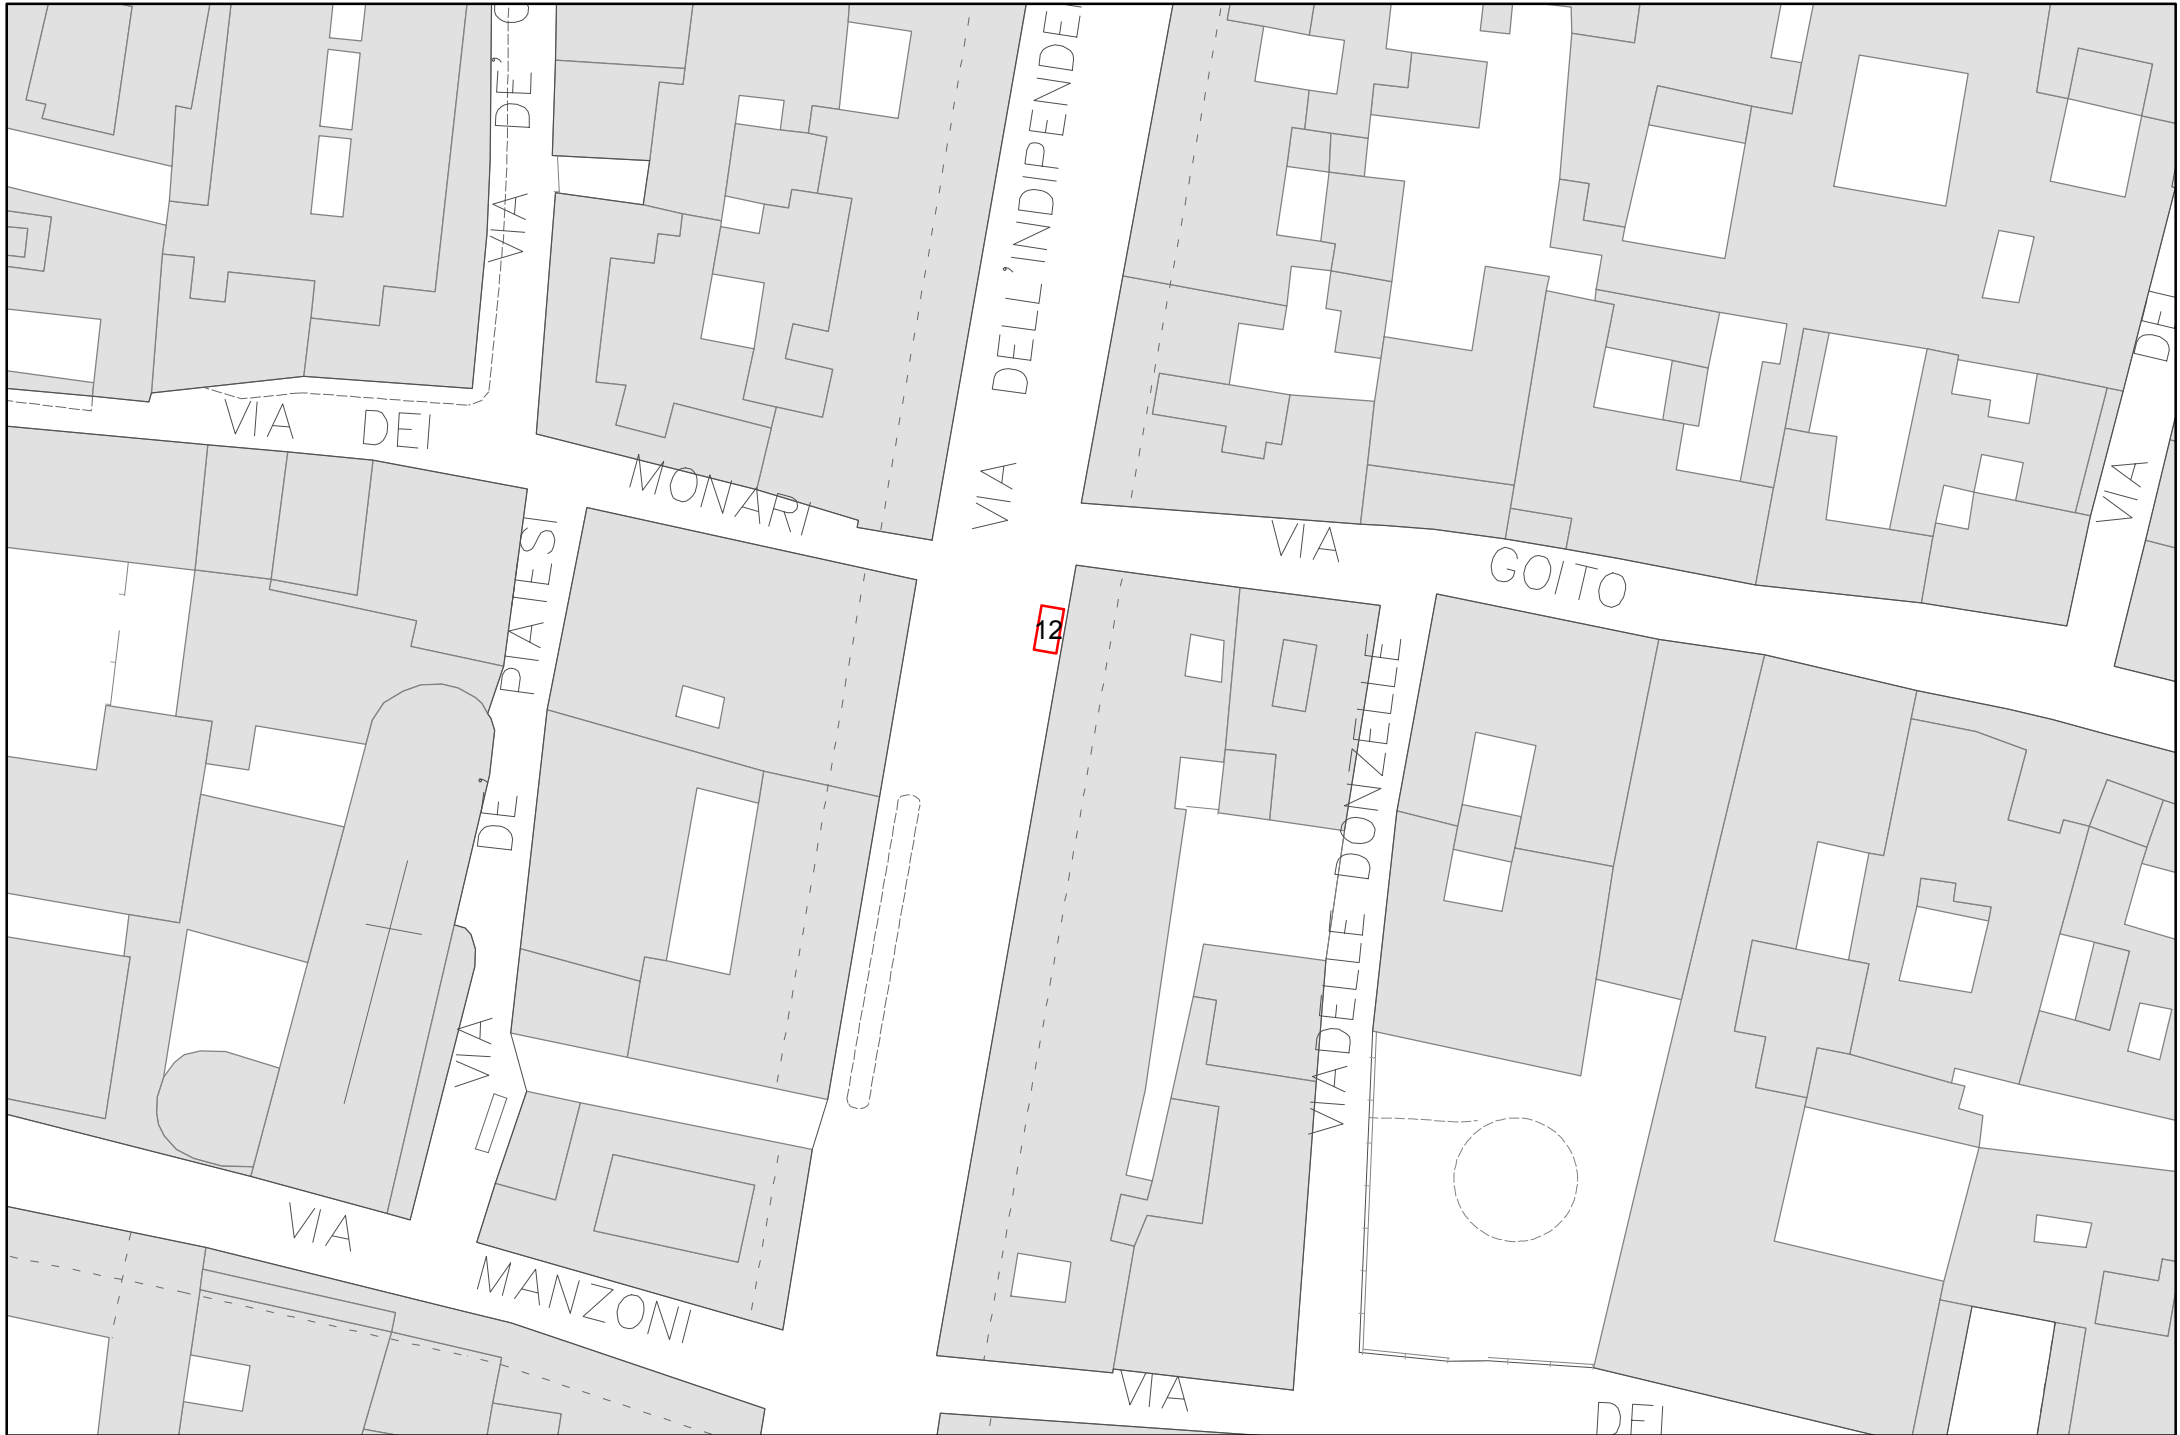 VIA DE'
VIA DELL'INDIPENDE
VIA DEI MONARI
VIA GOITO
VIA DE'
12
VIA DE' PIATESI
VIA DELLE DONZELLE
VIA MANZONI
VIA DEI